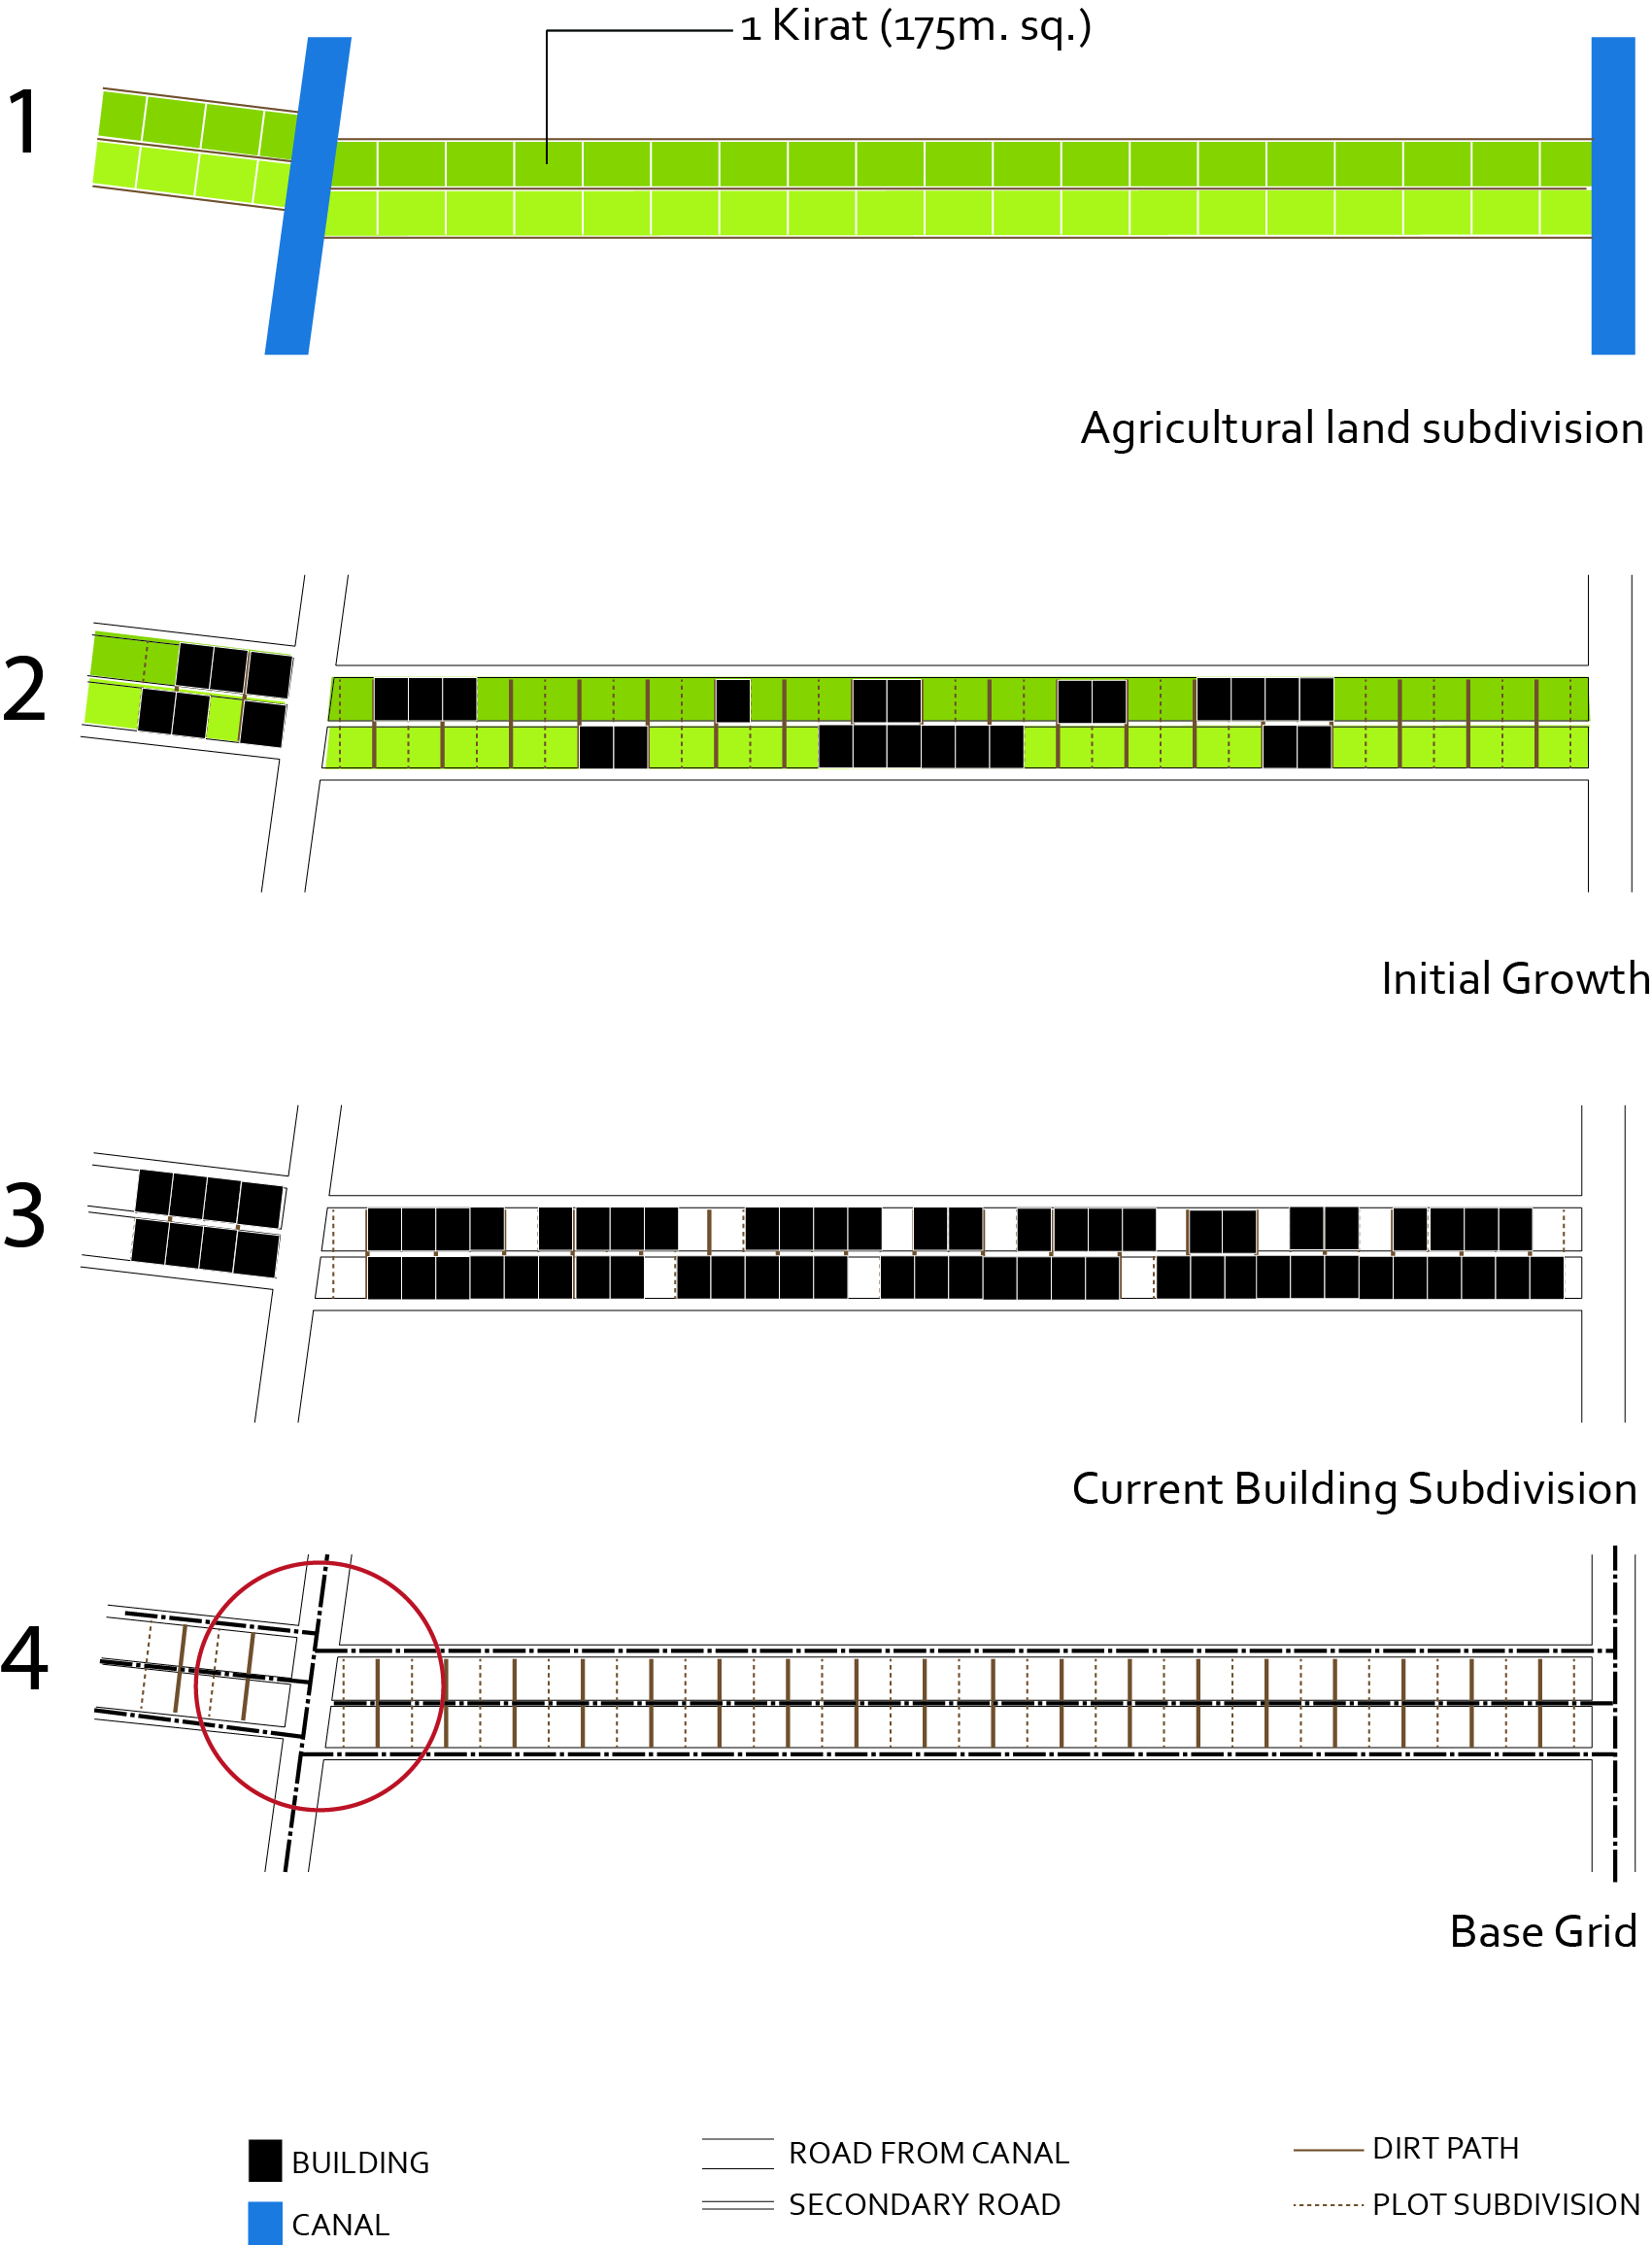 1 Kirat (175m. sq.)
1
Agricultural land subdivision
2
Initial Growth
3
Current Building Subdivision
4
Base Grid
BUILDING
CANAL
ROAD FROM CANAL
SECONDARY ROAD
DIRT PATH
PLOT SUBDIVISION